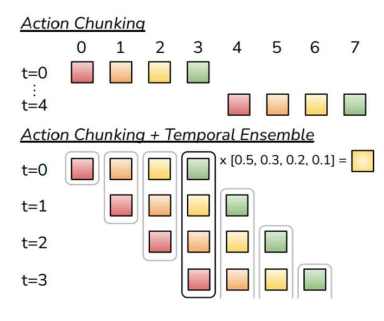 Action Chunking
0 1 2 3 4 5 6 7
t=0
⋮
t=4
Action Chunking + Temporal Ensemble
t=0 x [0.5, 0.3, 0.2, 0.1] =
t=1
t=2
t=3